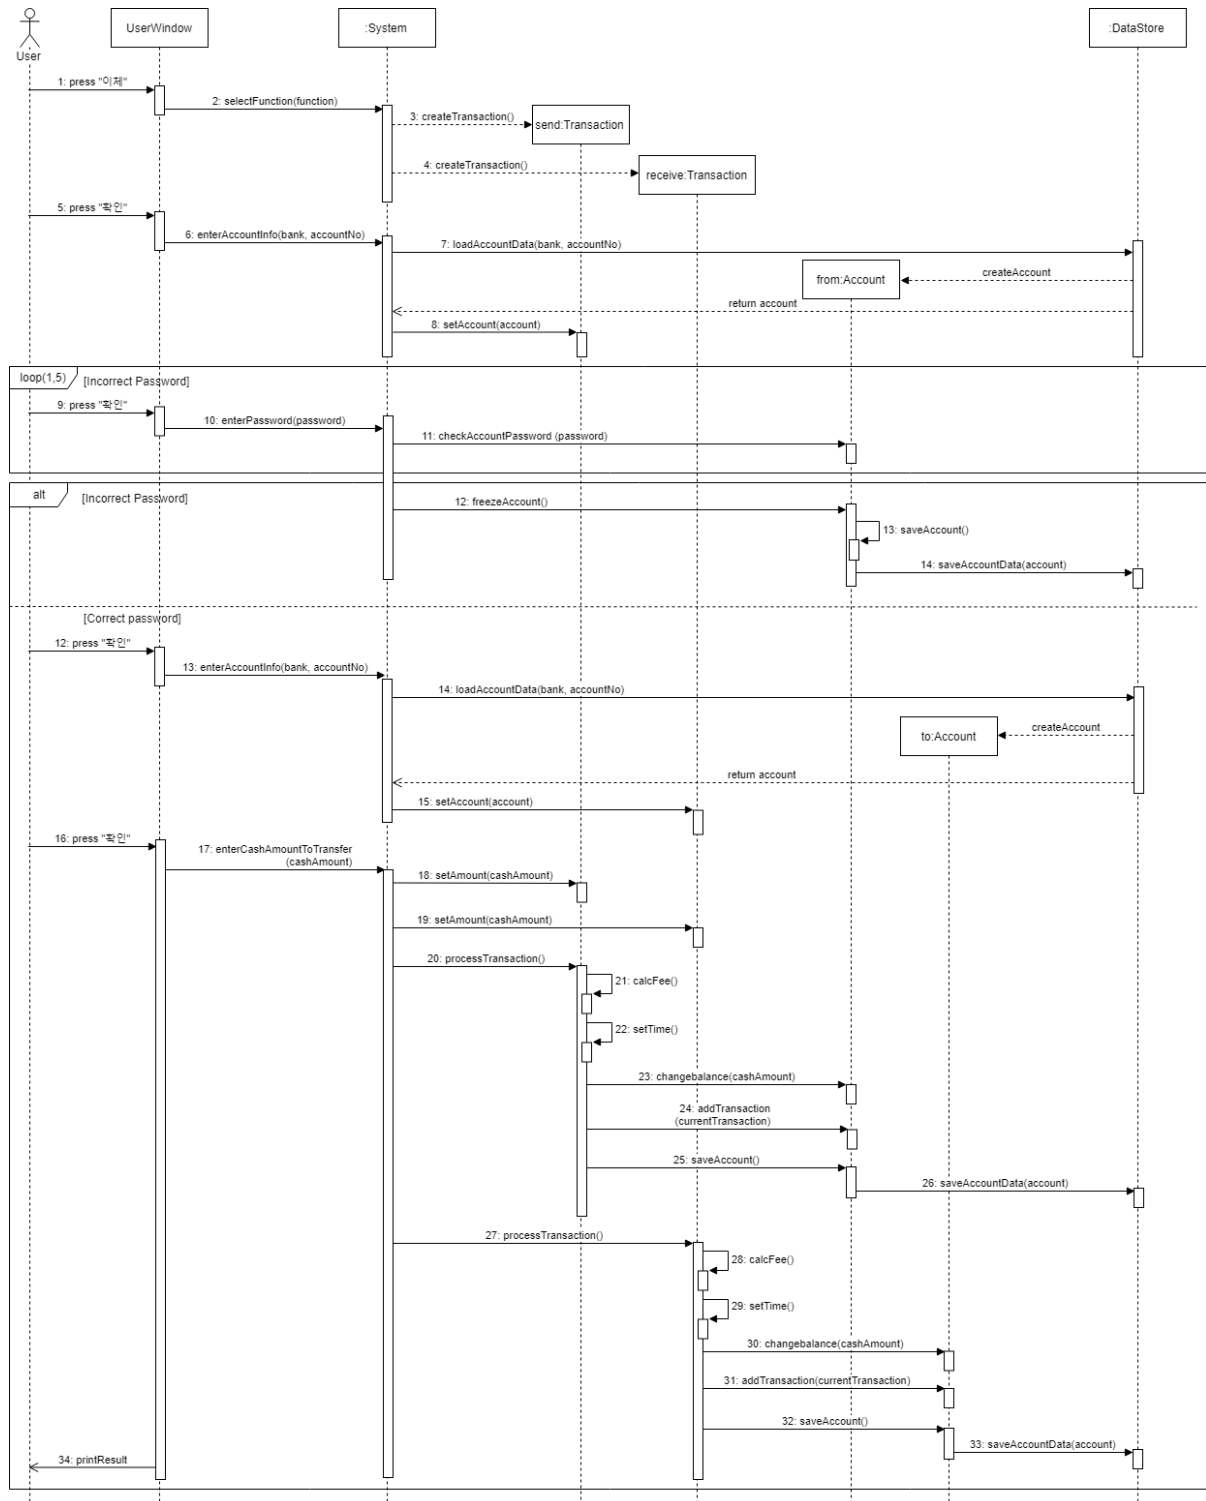 UserWindow
:System
:DataStore
User
1: press "이체"
2: selectFunction(function)
3: createTransaction()
send:Transaction
4: createTransaction()
receive:Transaction
5: press "확인"
6: enterAccountInfo(bank, accountNo)
7: loadAccountData(bank, accountNo)
from:Account
createAccount
return account
8: setAccount(account)
loop(1,5)
[Incorrect Password]
9: press "확인"
10: enterPassword(password)
11: checkAccountPassword (password)
alt
[Incorrect Password]
12: freezeAccount()
13: saveAccount()
14: saveAccountData(account)
[Correct password]
12: press "확인"
13: enterAccountInfo(bank, accountNo)
14: loadAccountData(bank, accountNo)
to:Account
createAccount
return account
15: setAccount(account)
16: press "확인"
17: enterCashAmountToTransfer
(cashAmount)
18: setAmount(cashAmount)
19: setAmount(cashAmount)
20: processTransaction()
21: calcFee()
22: setTime()
23: changebalance(cashAmount)
24: addTransaction
(currentTransaction)
25: saveAccount()
26: saveAccountData(account)
27: processTransaction()
28: calcFee()
29: setTime()
30: changebalance(cashAmount)
31: addTransaction(currentTransaction)
32: saveAccount()
33: saveAccountData(account)
34: printResult